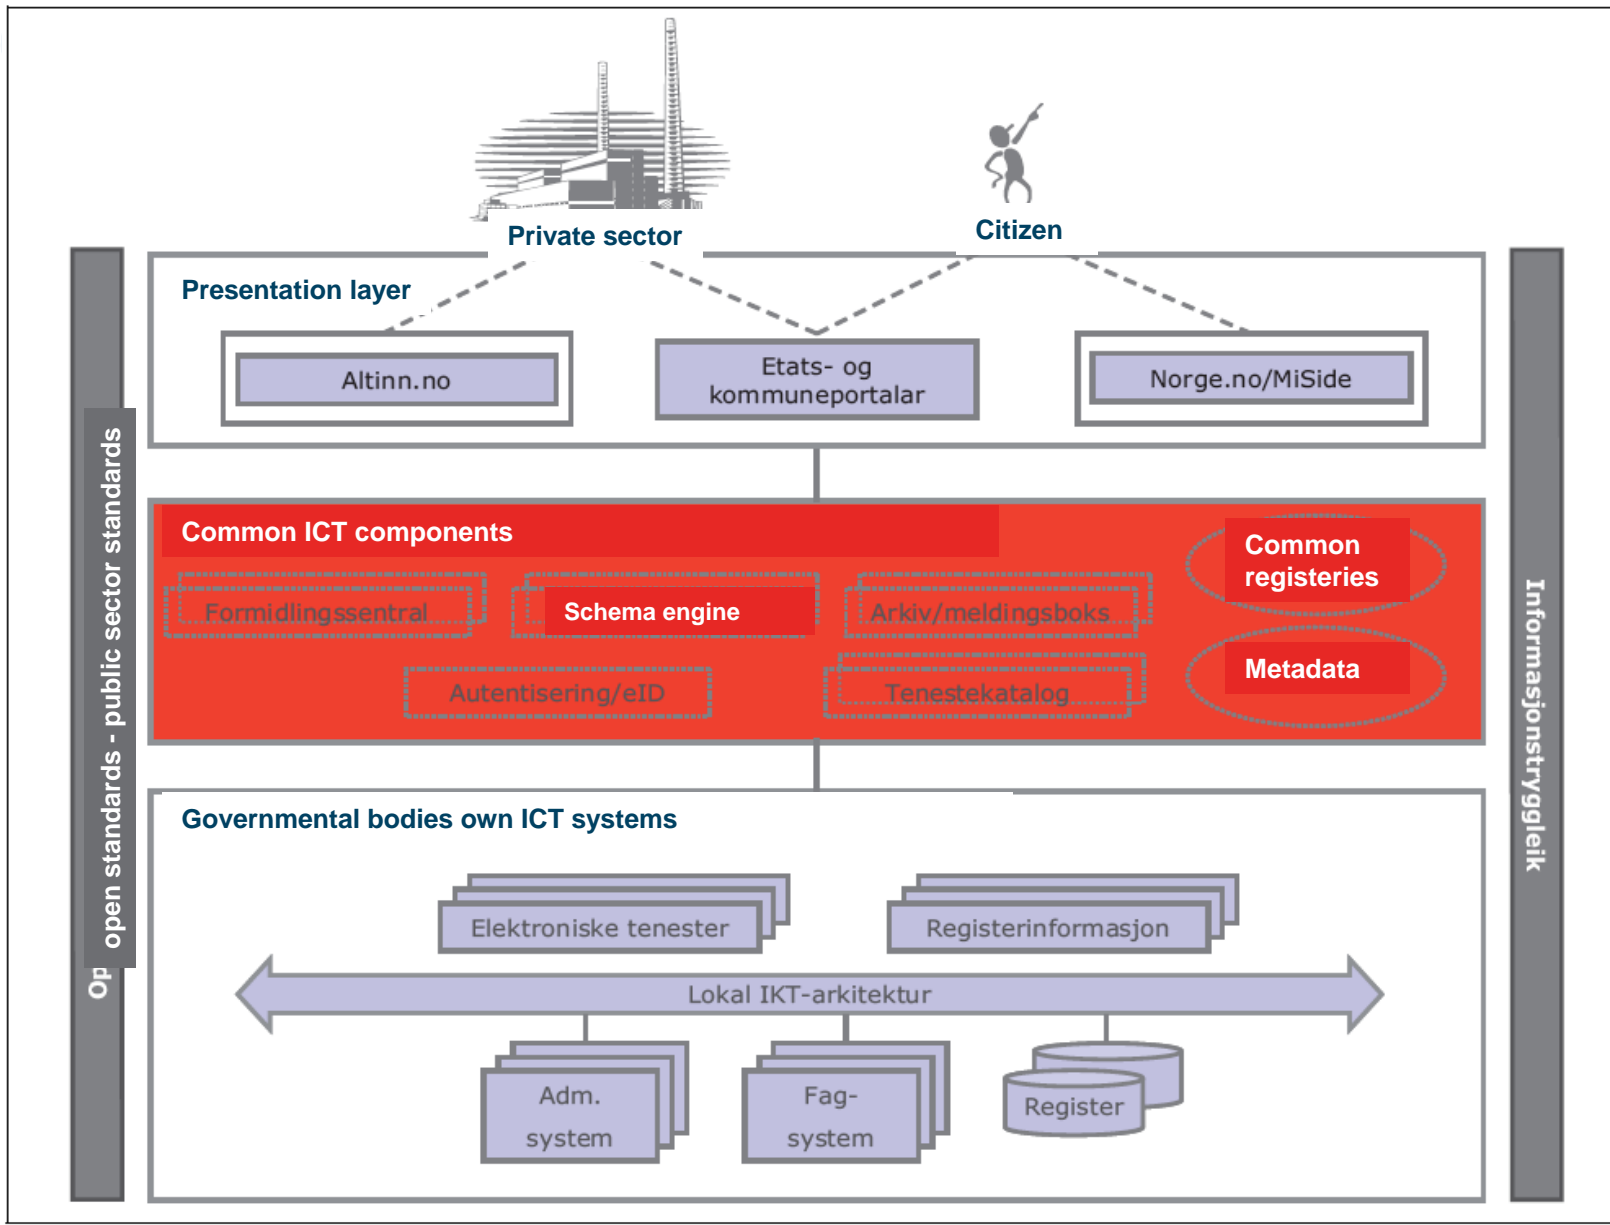 Private sector
Citizen
Presentation layer
Altinn.no
Etats- og
kommuneportalar
Norge.no/MiSide
Common ICT components
Common
registeries
Formidlingssentral
Schema engine
Arkiv/meldingsboks
Autentisering/eID
Tenestekatalog
Metadata
Governmental bodies own ICT systems
Elektroniske tenester
Registerinformasjon
Lokal IKT-arkitektur
Adm.
system
Fag-
system
Register
open standards - public sector standards
Op
Informasjonstryggleik